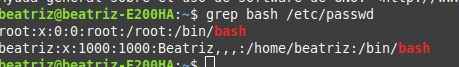 beatriz@beatriz-E200HA:~$ grep bash /etc/passwd
root:x:0:0:root:/root:/bin/bash
beatriz:x:1000:1000:Beatriz,,,:/home/beatriz:/bin/bash
beatriz@beatriz-E200HA:~$